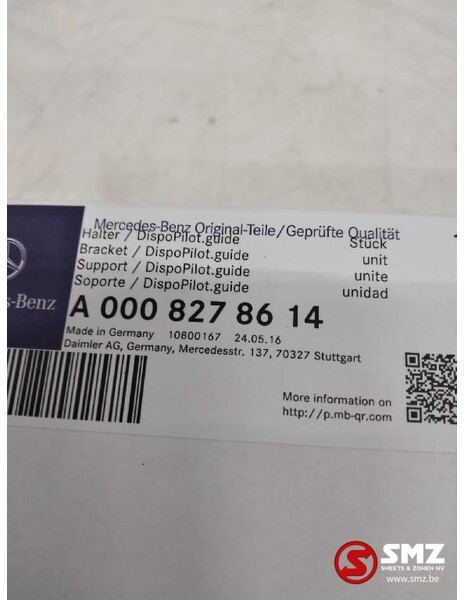 Mercedes-Benz Original-Teile/Geprüfte Qualität
Halter / DispoPilot.guide Stück
Bracket / DispoPilot.guide unit
Support / DispoPilot.guide unite
Soporte / DispoPilot.guide unidad
s-Benz
A 000 827 86 14
Made in Germany 10800167 24.05.16
Daimler AG, Germany, Mercedesstr. 137, 70327 Stuttgart
More information on
http://p.mb-qr.com/
SMZ
SMEETS & ZONEN NV
www.smz.be